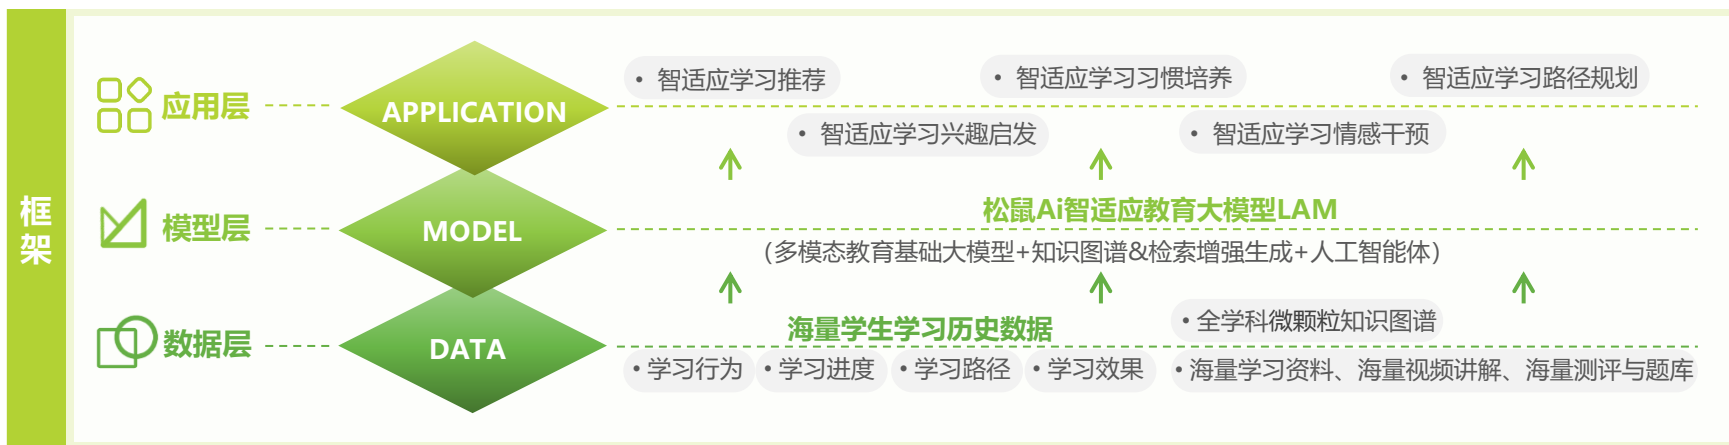 框架
应用层
APPLICATION
• 智适应学习推荐
• 智适应学习习惯培养
• 智适应学习路径规划
• 智适应学习兴趣启发
• 智适应学习情感干预
模型层
MODEL
松鼠Ai智适应教育大模型LAM
(多模态教育基础大模型+知识图谱&检索增强生成+人工智能体)
数据层
DATA
海量学生学习历史数据
• 全学科微颗粒知识图谱
• 学习行为
• 学习进度
• 学习路径
• 学习效果
• 海量学习资料、海量视频讲解、海量测评与题库